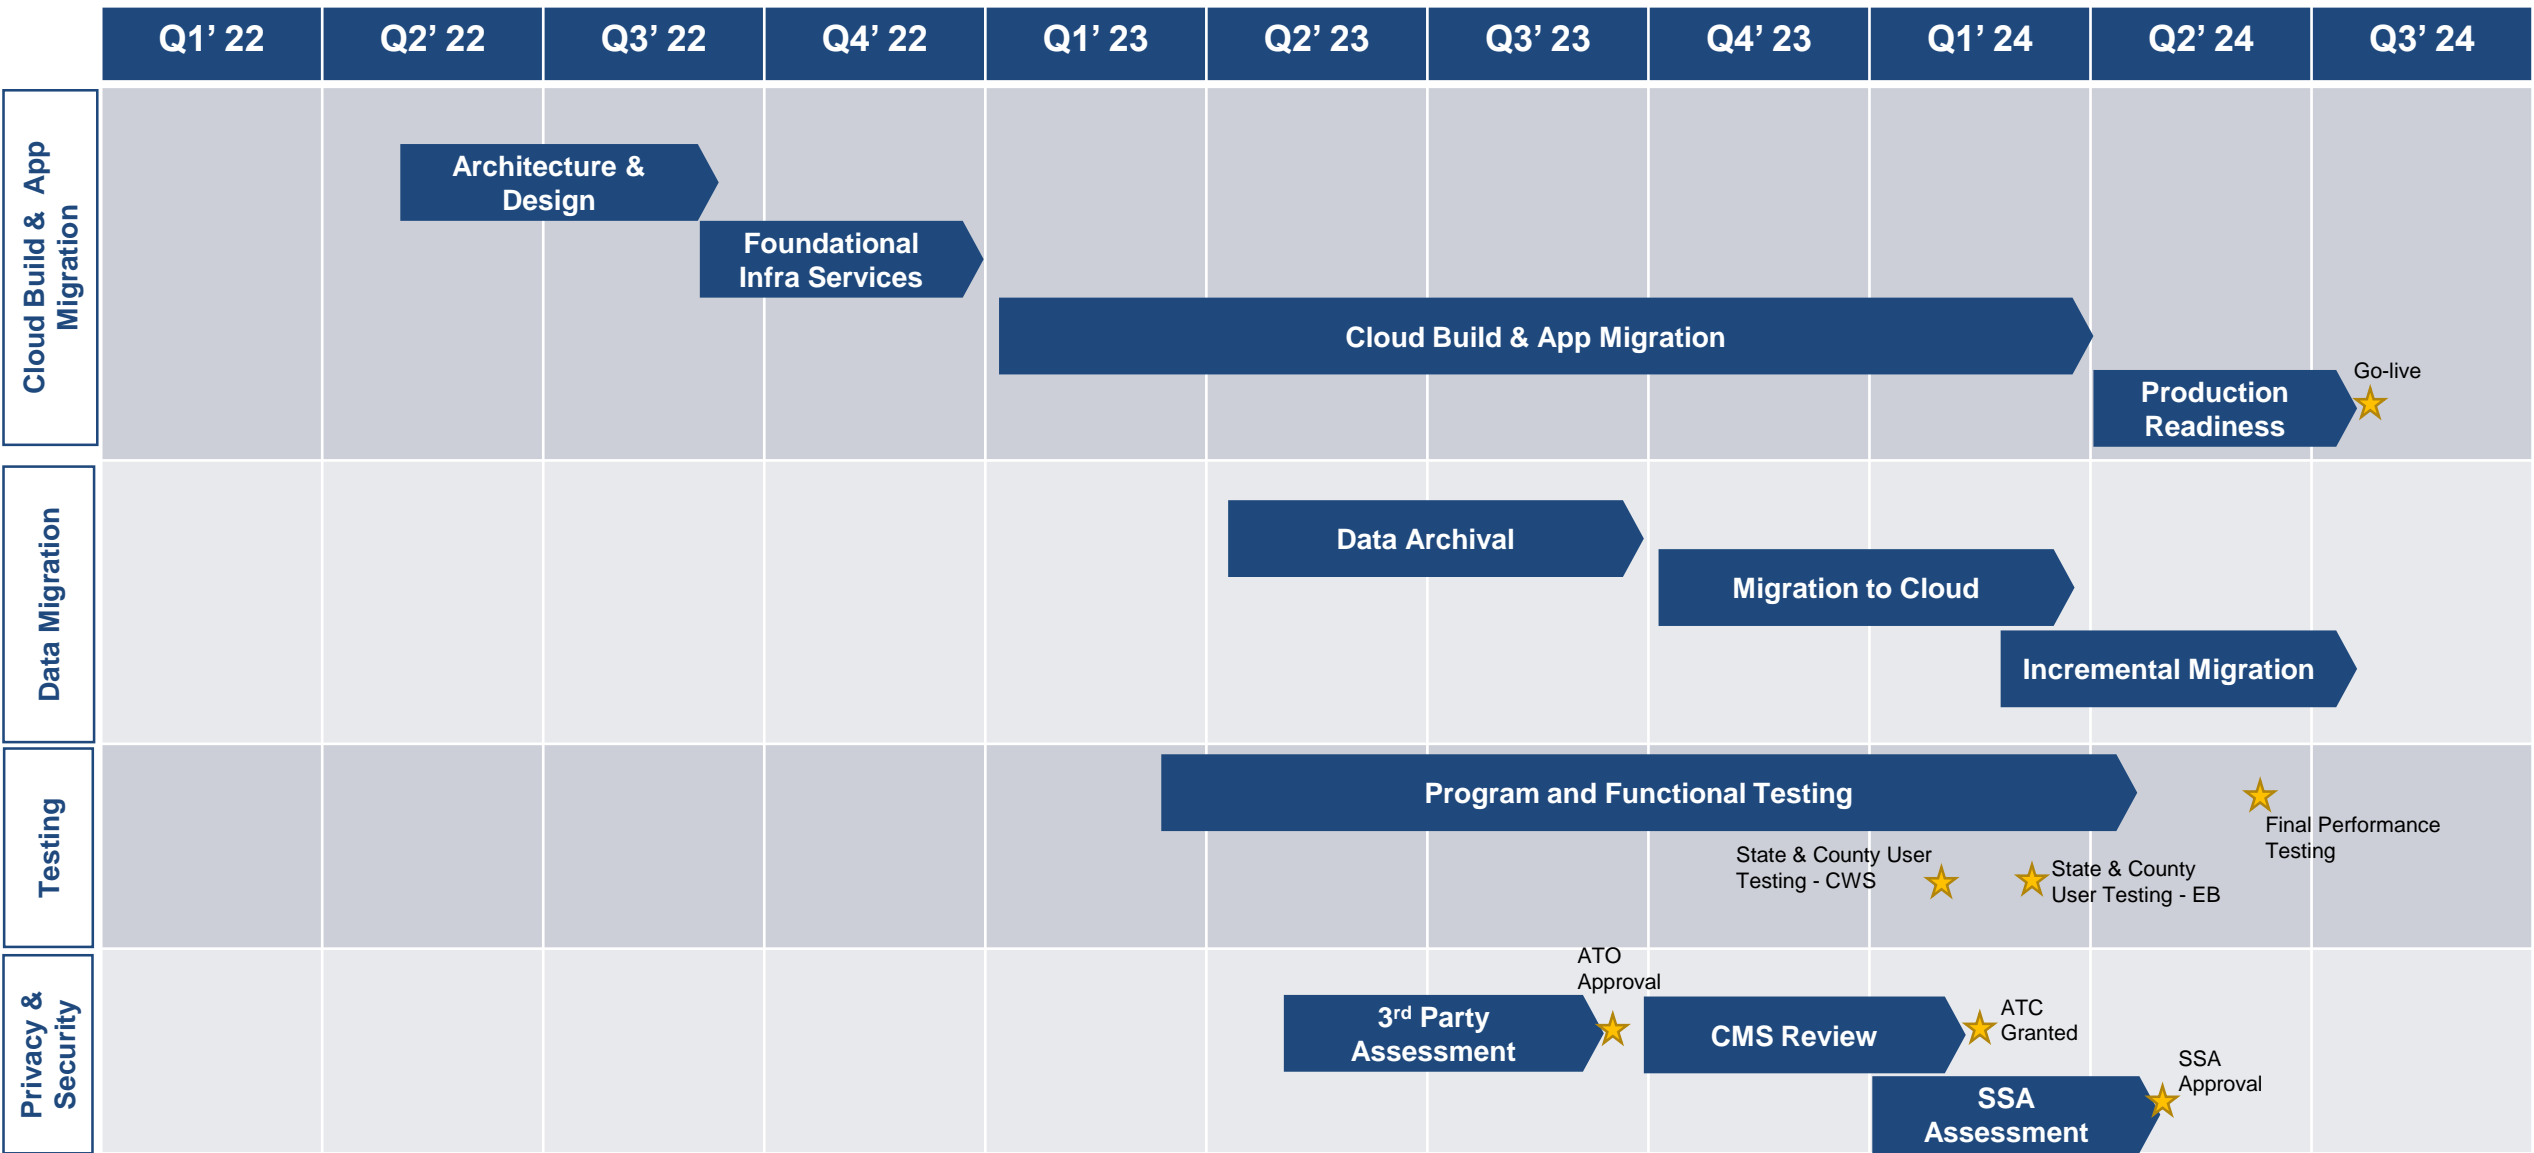 Q1’ 22
Q2’ 22
Q3’ 22
Q4’ 22
Q1’ 23
Q2’ 23
Q3’ 23
Q4’ 23
Q1’ 24
Q2’ 24
Q3’ 24
Cloud Build & App
Migration
Architecture &
Design
Foundational
Infra Services
Cloud Build & App Migration
Production
Readiness
Go-live
Data Migration
Data Archival
Migration to Cloud
Incremental Migration
Testing
Program and Functional Testing
Final Performance
Testing
State & County User
Testing - CWS
State & County
User Testing - EB
Privacy &
Security
3rd Party
Assessment
ATO
Approval
CMS Review
ATC
Granted
SSA
Assessment
SSA
Approval